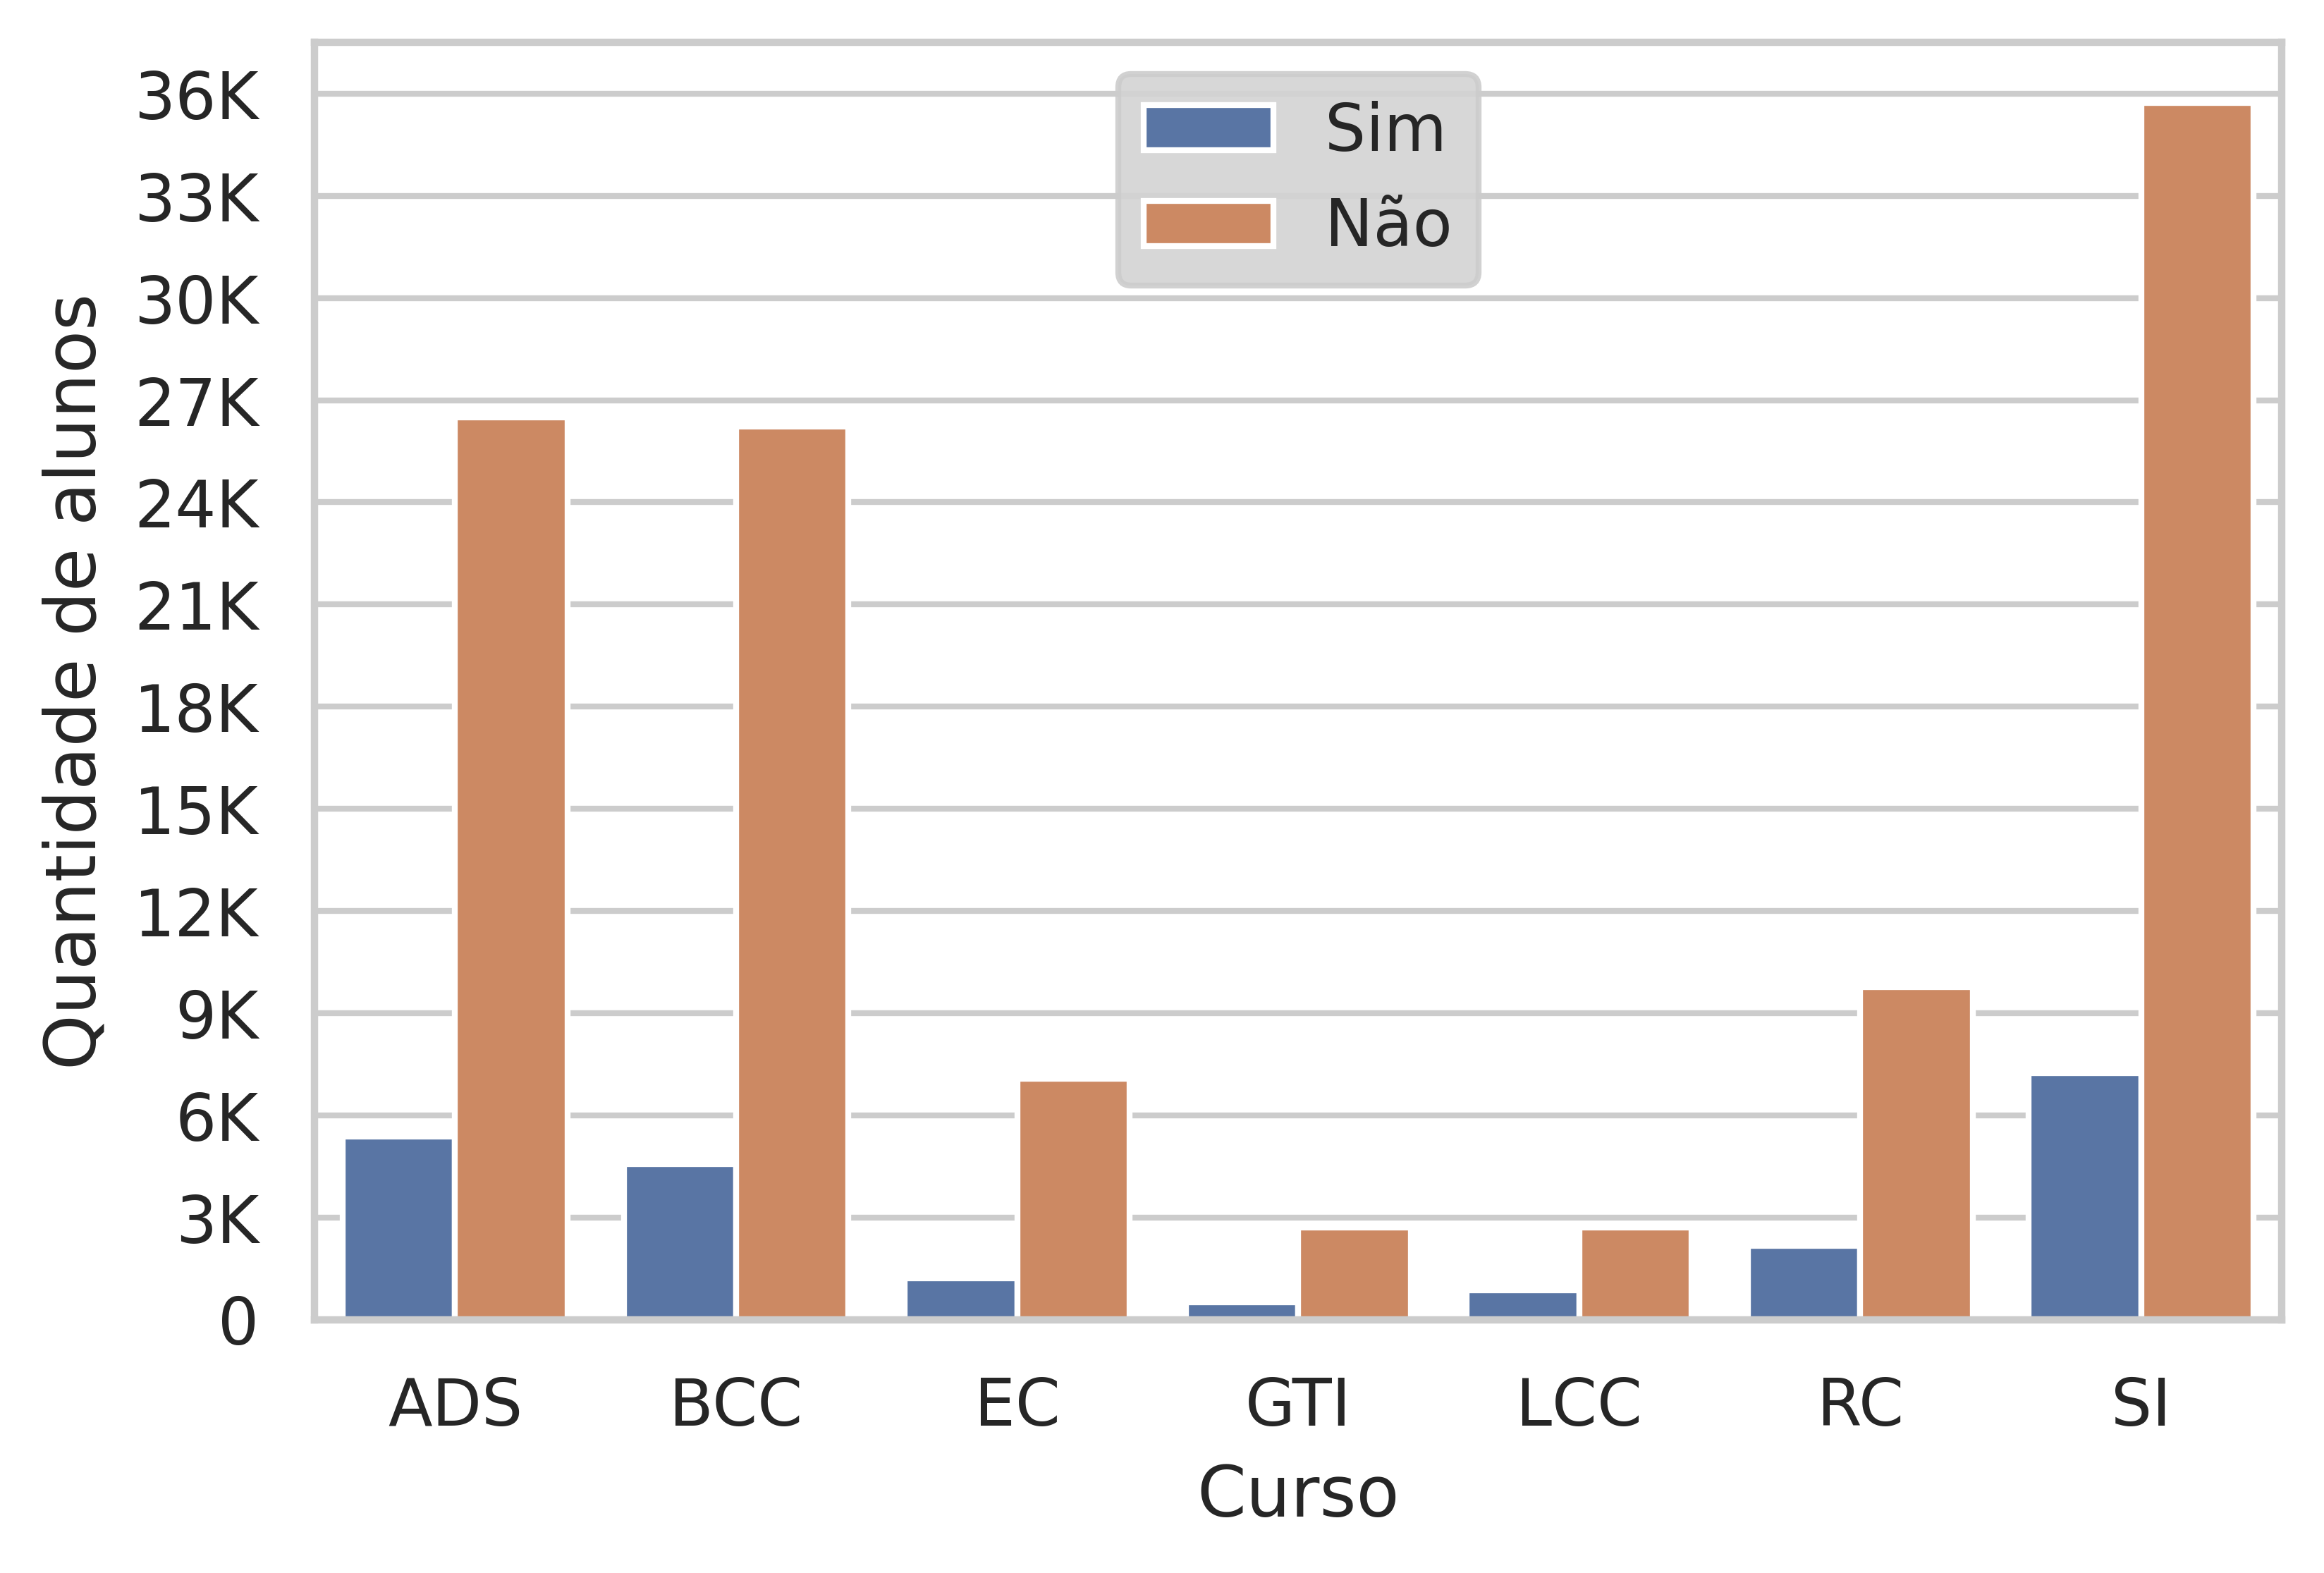 36K
33K
30K
27K
24K
21K
18K
15K
12K
9K
6K
3K
0
Quantidade de alunos
Sim
Não
ADS BCC EC GTI LCC RC SI
Curso